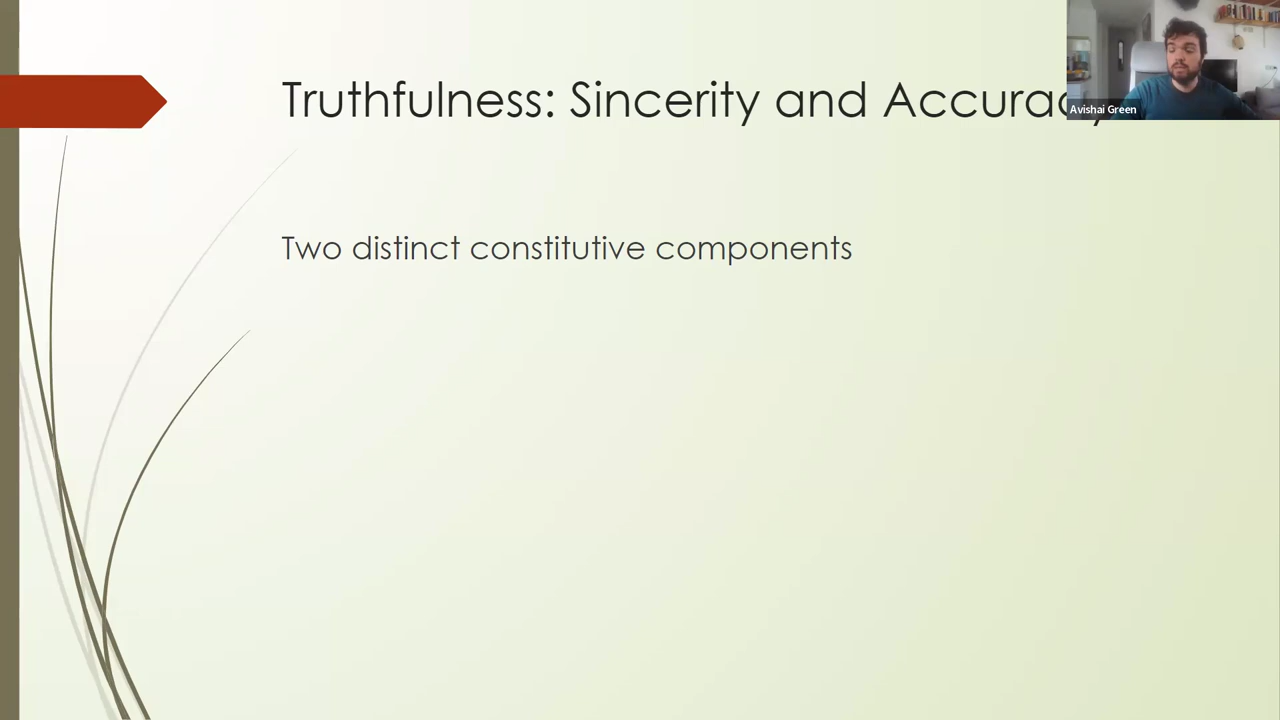 Truthfulness: Sincerity and Accuracy
Avishai Green
Two distinct constitutive components